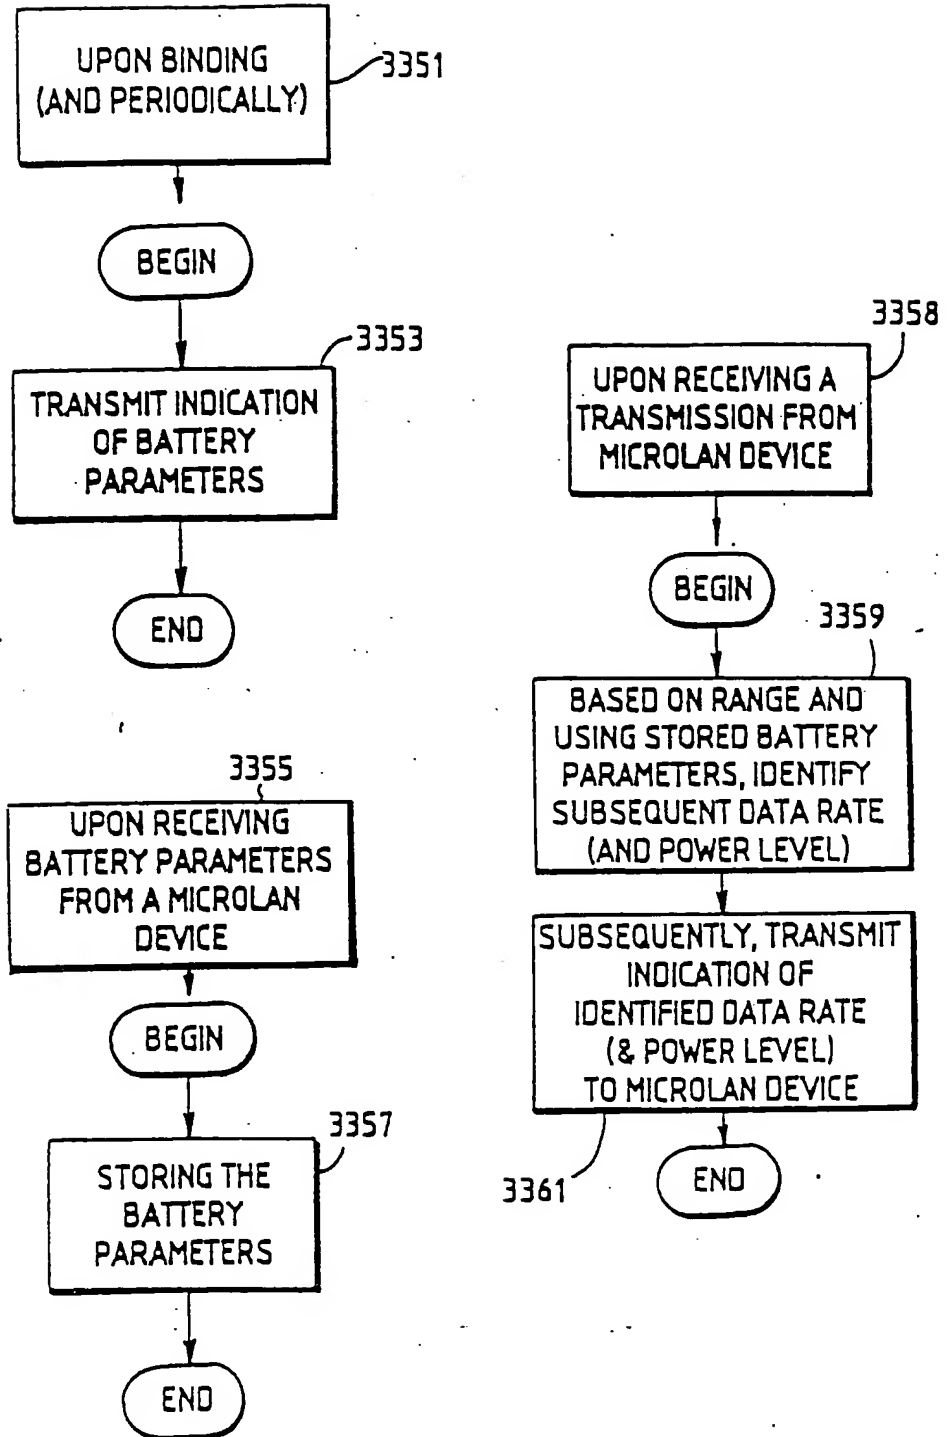 UPON BINDING
(AND PERIODICALLY)
3351
BEGIN
3353
TRANSMIT INDICATION
OF BATTERY
PARAMETERS
END
3355
UPON RECEIVING
BATTERY PARAMETERS
FROM A MICROLAN
DEVICE
BEGIN
3357
STORING THE
BATTERY
PARAMETERS
END
3358
UPON RECEIVING A
TRANSMISSION FROM
MICROLAN DEVICE
BEGIN
3359
BASED ON RANGE AND
USING STORED BATTERY
PARAMETERS, IDENTIFY
SUBSEQUENT DATA RATE
(AND POWER LEVEL)
SUBSEQUENTLY, TRANSMIT
INDICATION OF
IDENTIFIED DATA RATE
(& POWER LEVEL)
TO MICROLAN DEVICE
3361
END